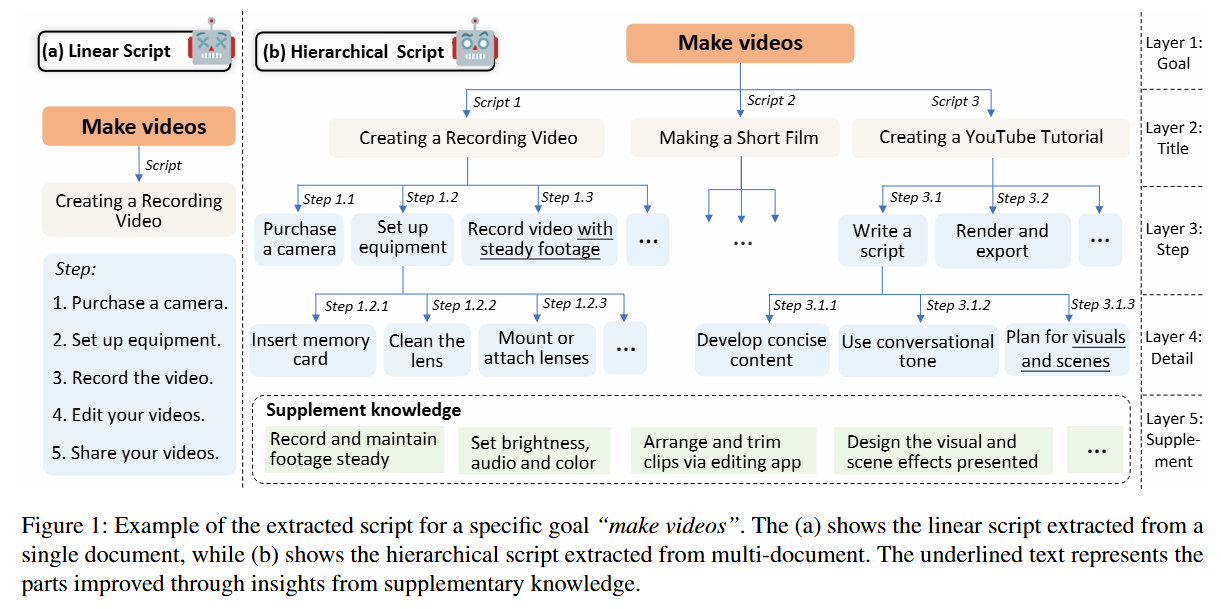 (a) Linear Script
Make videos
Script
Creating a Recording
Video
Step:
1. Purchase a camera.
2. Set up equipment.
3. Record the video.
4. Edit your videos.
5. Share your videos.
(b) Hierarchical Script
Make videos
Layer 1:
Goal
Script 1
Script 2
Script 3
Creating a Recording Video
Making a Short Film
Creating a YouTube Tutorial
Layer 2:
Title
Step 1.1
Step 1.2
Step 1.3
Step 3.1
Step 3.2
Purchase
a camera
Set up
equipment
Record video with
steady footage
...
...
Write a
script
Render and
export
...
Layer 3:
Step
Step 1.2.1
Step 1.2.2
Step 1.2.3
Step 3.1.1
Step 3.1.2
Step 3.1.3
Insert memory
card
Clean the
lens
Mount or
attach lenses
...
Develop concise
content
Use conversational
tone
Plan for visuals
and scenes
Layer 4:
Detail
Supplement knowledge
Record and maintain
footage steady
Set brightness,
audio and color
Arrange and trim
clips via editing app
Design the visual and
scene effects presented
...
Layer 5:
Supple-
ment
Figure 1: Example of the extracted script for a specific goal “make videos”. The (a) shows the linear script extracted from a
single document, while (b) shows the hierarchical script extracted from multi-document. The underlined text represents the
parts improved through insights from supplementary knowledge.